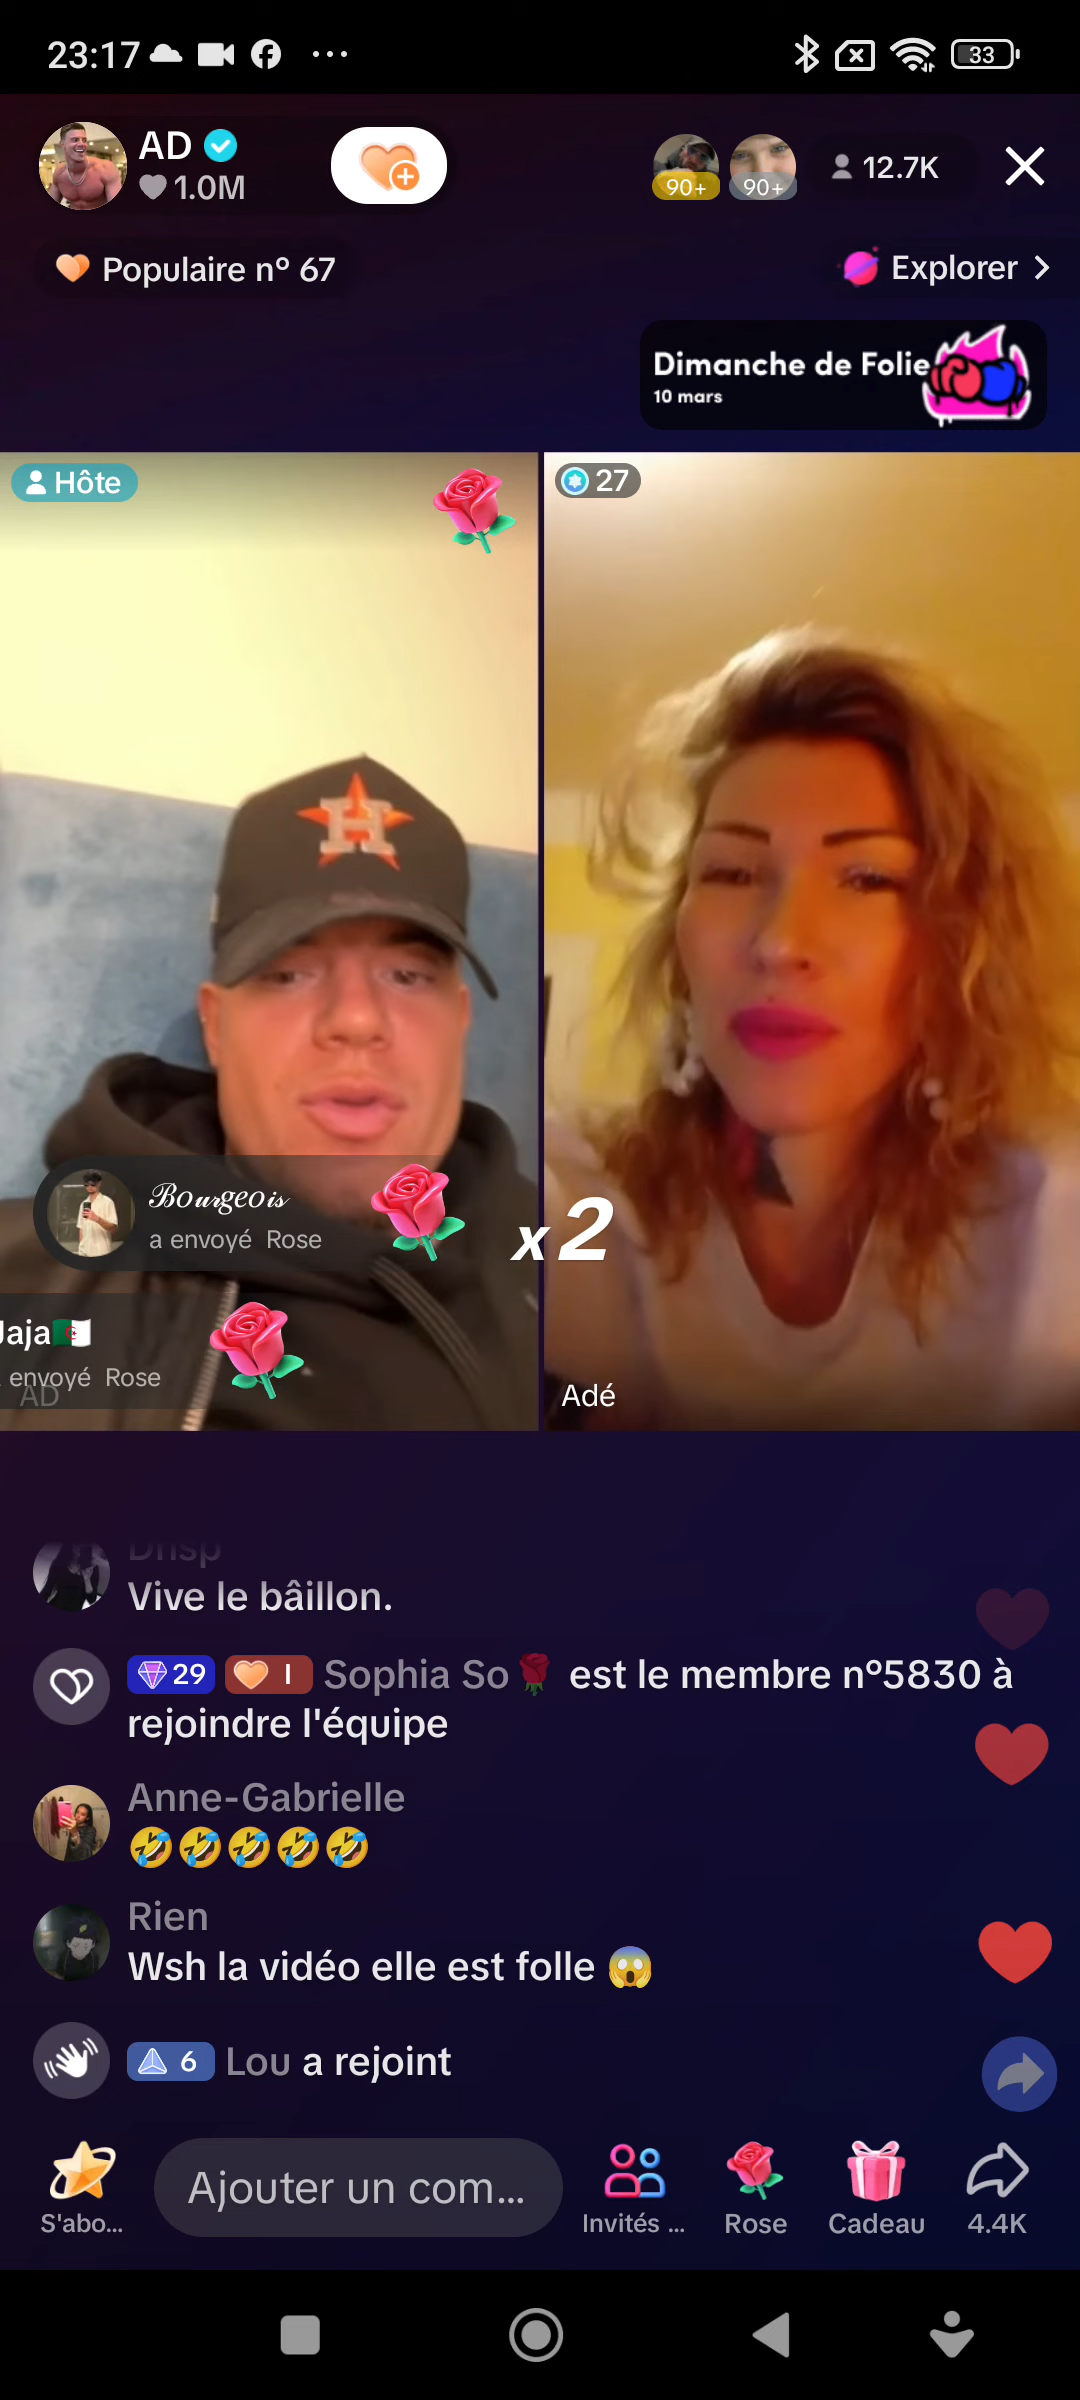 23:17
33
AD
1.0M
90+
90+
12.7K
Populaire n° 67
Explorer
Dimanche de Folie
10 mars
Hôte
27
H
ℬℴ𝓊𝓇ℊℯℴ𝒾𝓈
a envoyé Rose
x2
Jaja
a envoyé Rose
AD
Adé
Dhsp
Vive le bâillon.
29 I Sophia So🌹 est le membre n°5830 à
rejoindre l'équipe
Anne-Gabrielle
🤣🤣🤣🤣🤣
Rien
Wsh la vidéo elle est folle 😱
6 Lou a rejoint
Ajouter un com...
S'abo...
Invités ...
Rose
Cadeau
4.4K